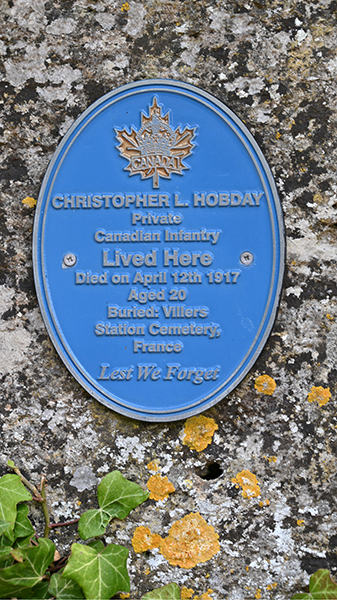 CANADA
CHRISTOPHER L. HOBDAY
Private
Canadian Infantry
Lived Here
Died on April 12th 1917
Aged 20
Buried: Villers
Station Cemetery,
France
Lest We Forget